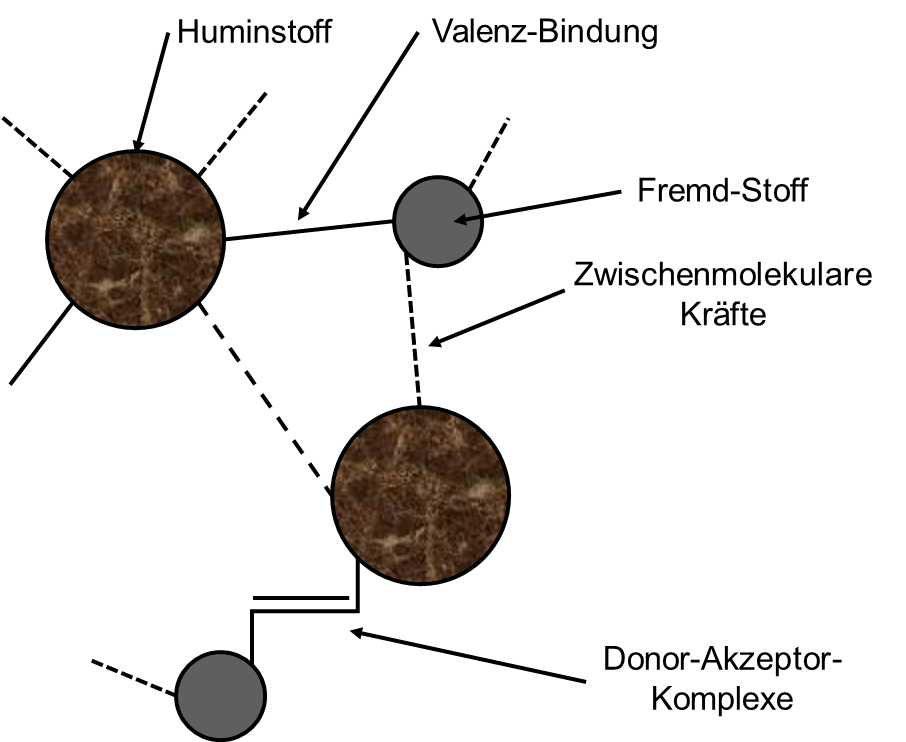 Huminstoff
Valenz-Bindung
Fremd-Stoff
Zwischenmolekulare
Kräfte
Donor-Akzeptor-
Komplexe